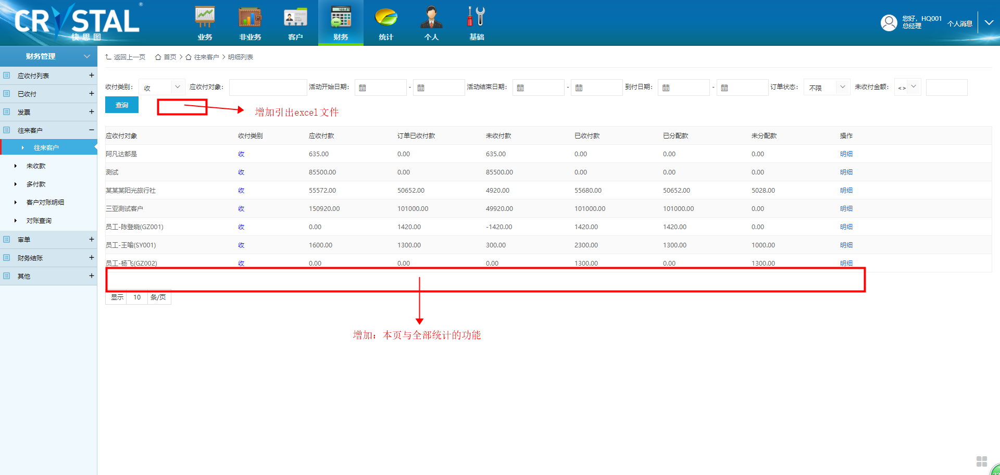 CRYSTAL ®
快思图
业务 非业务 客户 财务 统计 个人 基础
您好，HQ001
总经理
个人消息
财务管理
应收付列表 +
已收付 +
发票 +
往来客户 −
往来客户
未收款
多付款
客户对账明细
对账查询
审单 +
财务结账 +
其他 +
返回上一页 首页 > 往来客户 > 明细列表
收付类别： 收 应收付对象： 活动开始日期： - 活动结束日期： - 到付日期： - 订单状态： 不限 未收付金额： <>
查询
增加引出excel文件
应收付对象 收付类别 应收付款 订单已收付款 未收付款 已收付款 已分配款 未分配款 操作
阿凡达都是 收 635.00 0.00 635.00 0.00 0.00 0.00 明细
测试 收 85500.00 0.00 85500.00 0.00 0.00 0.00 明细
某某某阳光旅行社 收 55572.00 50652.00 4920.00 55680.00 50652.00 5028.00 明细
三亚测试客户 收 150920.00 101000.00 49920.00 101000.00 101000.00 0.00 明细
员工-陈登晓(GZ001) 收 0.00 1420.00 -1420.00 1420.00 1420.00 0.00 明细
员工-王喻(SY001) 收 1600.00 1300.00 300.00 2300.00 1300.00 1000.00 明细
员工-杨飞(GZ002) 收 0.00 0.00 0.00 1300.00 0.00 1300.00 明细
显示 10 条/页
增加：本页与全部统计的功能